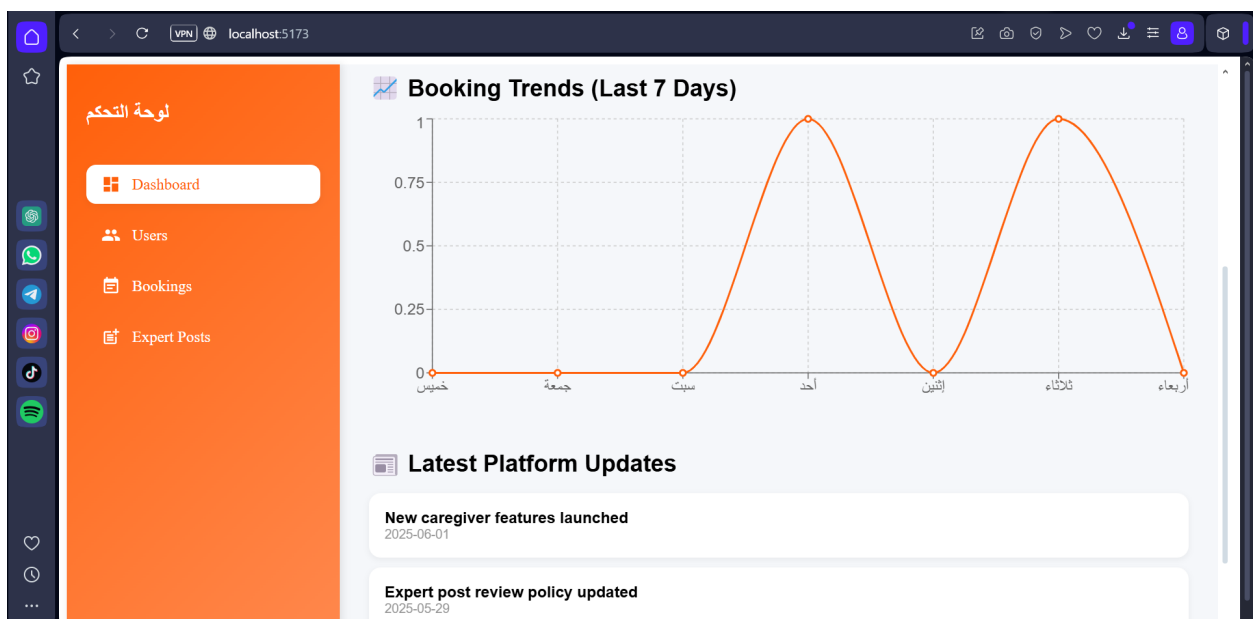 VPN localhost:5173
لوحة التحكم
Dashboard
Users
Bookings
Expert Posts
Booking Trends (Last 7 Days)
1
0.75
0.5
0.25
0
خميس
جمعة
سبت
أحد
إثنين
ثلاثاء
أربعاء
Latest Platform Updates
New caregiver features launched
2025-06-01
Expert post review policy updated
2025-05-29